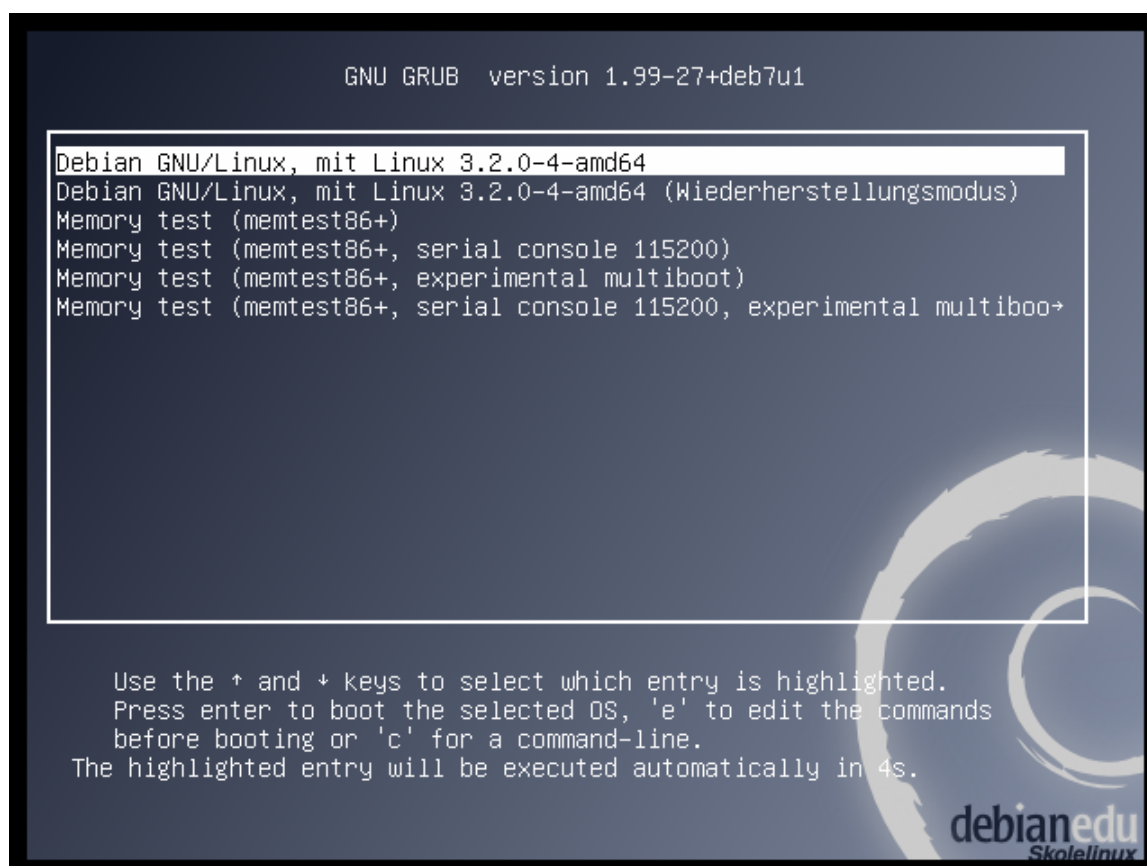 GNU GRUB  version 1.99-27+deb7u1
Debian GNU/Linux, mit Linux 3.2.0-4-amd64
Debian GNU/Linux, mit Linux 3.2.0-4-amd64 (Wiederherstellungsmodus)
Memory test (memtest86+)
Memory test (memtest86+, serial console 115200)
Memory test (memtest86+, experimental multiboot)
Memory test (memtest86+, serial console 115200, experimental multiboo→
Use the ↑ and ↓ keys to select which entry is highlighted.
Press enter to boot the selected OS, 'e' to edit the commands
before booting or 'c' for a command-line.
The highlighted entry will be executed automatically in 4s.
debianedu
Skolelinux